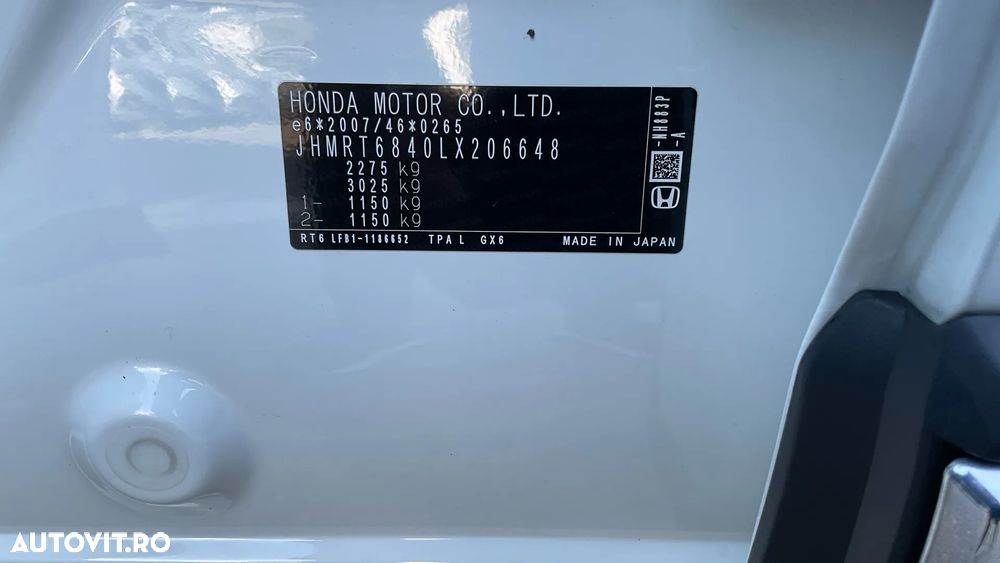 HONDA MOTOR CO.,LTD.
e6*2007/46*0265
JHMRT6840LX206648
2275 kg
3025 kg
1- 1150 kg
2- 1150 kg
RT6 LFB1-1186652 TPA L GX6 MADE IN JAPAN
-NH883P
-A
AUTOVIT.RO